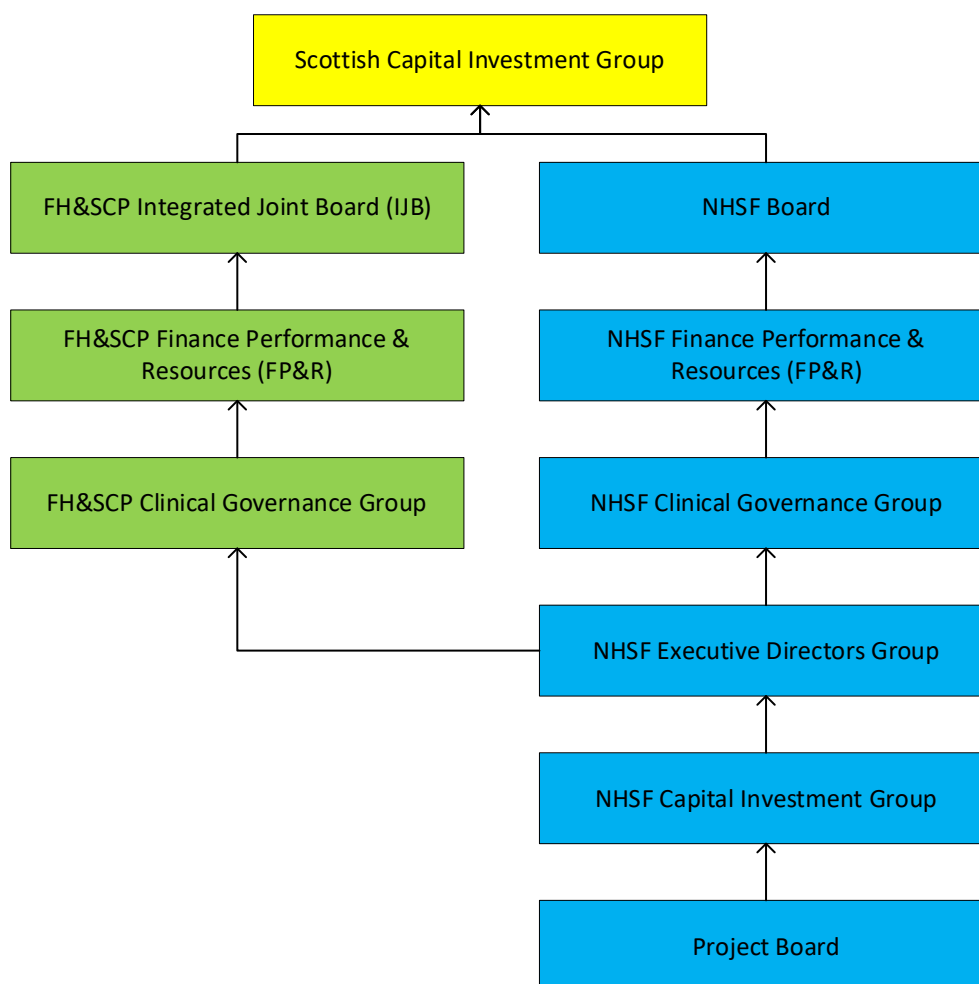 Scottish Capital Investment Group
FH&SCP Integrated Joint Board (IJB)
NHSF Board
FH&SCP Finance Performance &
Resources (FP&R)
NHSF Finance Performance &
Resources (FP&R)
FH&SCP Clinical Governance Group
NHSF Clinical Governance Group
NHSF Executive Directors Group
NHSF Capital Investment Group
Project Board